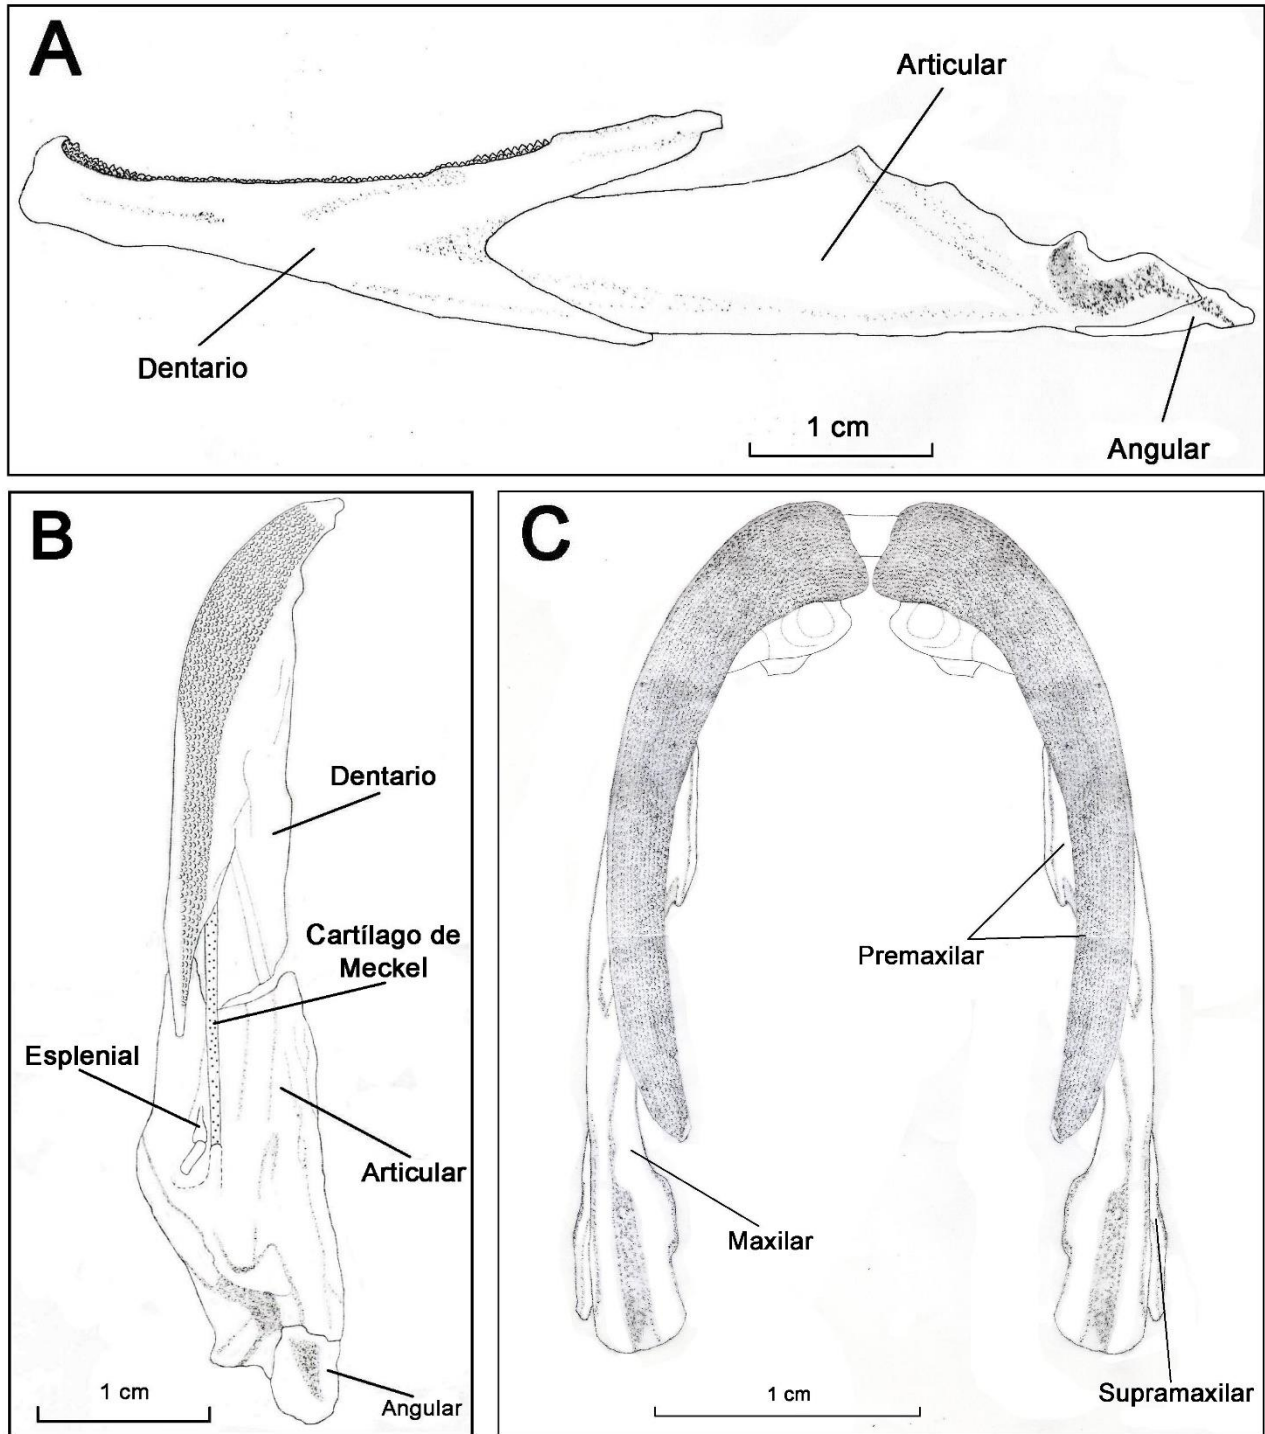 A
Articular
Dentario
1 cm
Angular
B
Dentario
Cartílago de
Meckel
Esplenial
Articular
1 cm
Angular
C
Premaxilar
Maxilar
1 cm
Supramaxilar